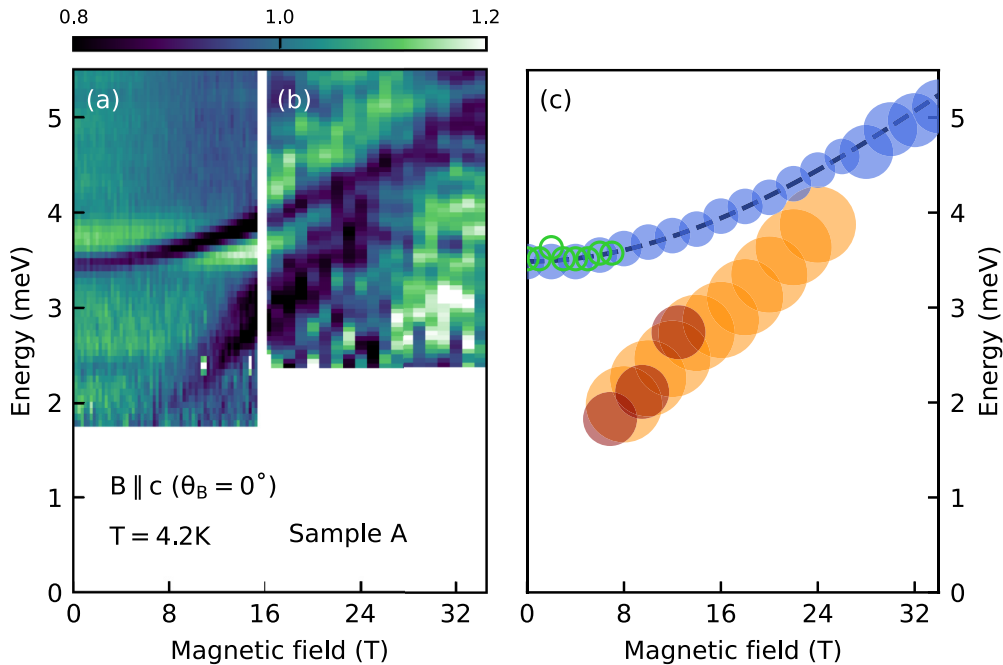 0.8 1.0 1.2
(a) (b) (c)
5
4
3
2
1
0
Energy (meV)
B ∥ c (θ_B = 0°)
T = 4.2K Sample A
0 8 16 24 32
Magnetic field (T)
0 8 16 24 32
Magnetic field (T)
5
4
3
2
1
0
Energy (meV)